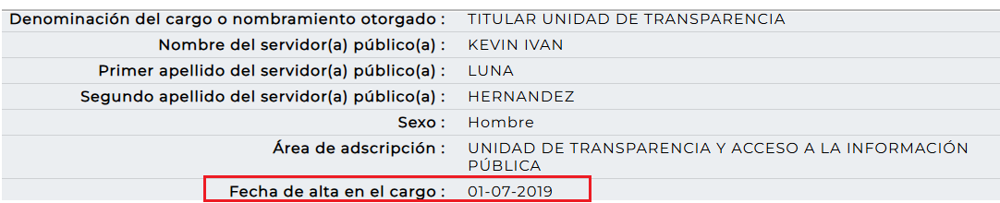 Denominación del cargo o nombramiento otorgado : TITULAR UNIDAD DE TRANSPARENCIA
Nombre del servidor(a) público(a) : KEVIN IVAN
Primer apellido del servidor(a) público(a) : LUNA
Segundo apellido del servidor(a) público(a) : HERNANDEZ
Sexo : Hombre
Área de adscripción : UNIDAD DE TRANSPARENCIA Y ACCESO A LA INFORMACIÓN
PÚBLICA
Fecha de alta en el cargo : 01-07-2019